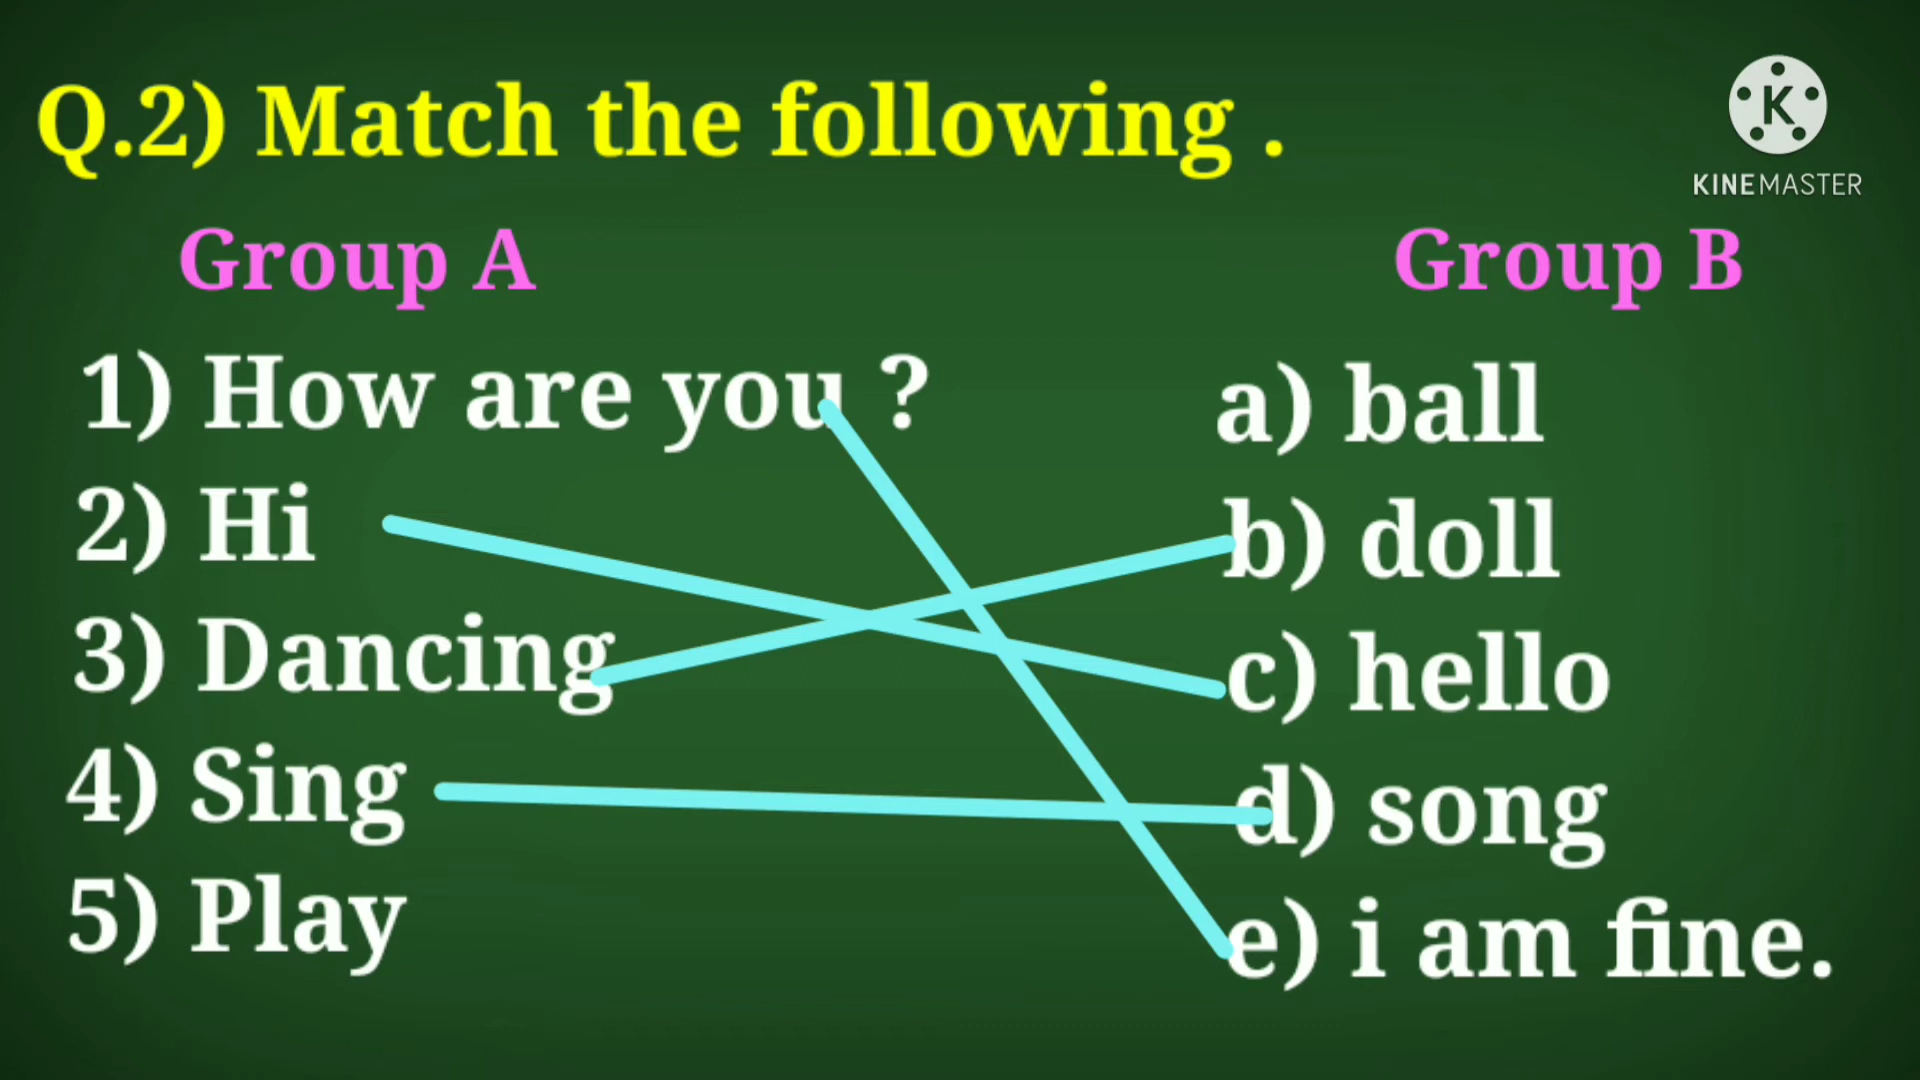 Q.2) Match the following .
KINEMASTER
Group A
Group B
1) How are you ?
a) ball
2) Hi
b) doll
3) Dancing
c) hello
4) Sing
d) song
5) Play
e) i am fine.